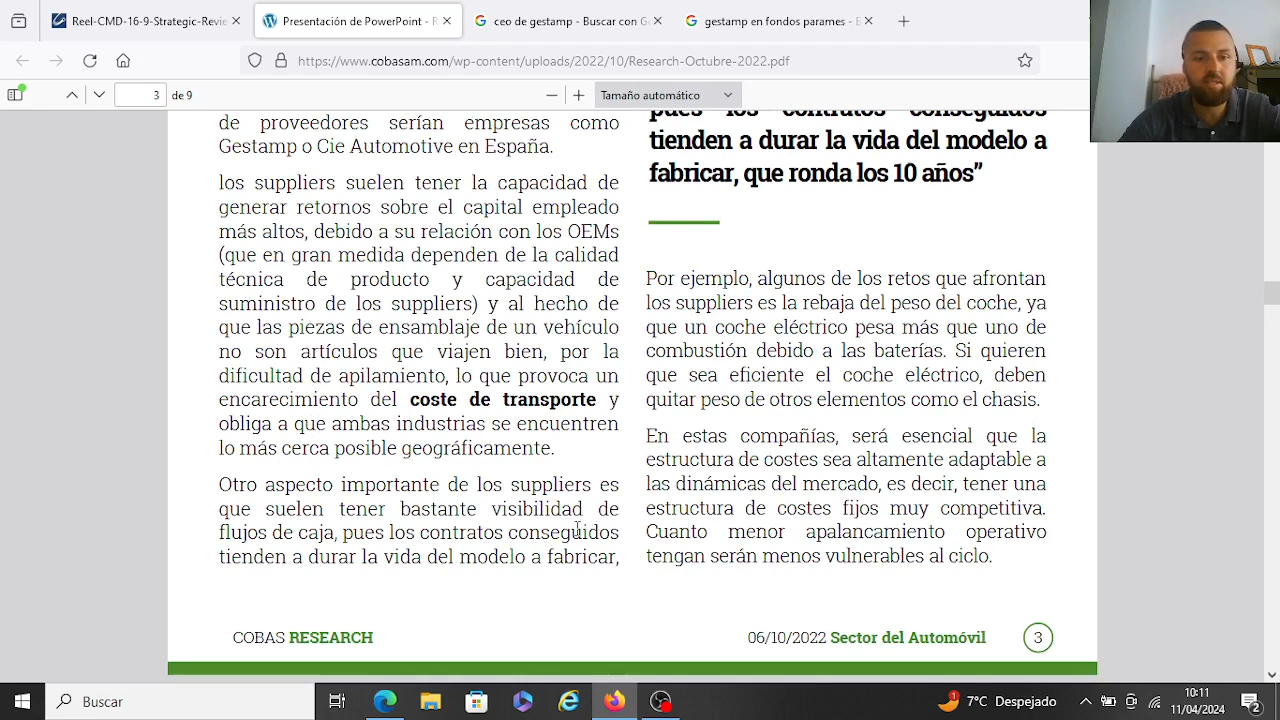 Reel-CMD-16-9-Strategic-Revie
Presentación de PowerPoint - R
ceo de gestamp - Buscar con G
gestamp en fondos parames - B
https://www.cobasam.com/wp-content/uploads/2022/10/Research-Octubre-2022.pdf
3 de 9
Tamaño automático
de proveedores serían empresas como
Gestamp o Cie Automotive en España.
los suppliers suelen tener la capacidad de
generar retornos sobre el capital empleado
más altos, debido a su relación con los OEMs
(que en gran medida dependen de la calidad
técnica de producto y capacidad de
suministro de los suppliers) y al hecho de
que las piezas de ensamblaje de un vehículo
no son artículos que viajen bien, por la
dificultad de apilamiento, lo que provoca un
encarecimiento del coste de transporte y
obliga a que ambas industrias se encuentren
lo más cerca posible geográficamente.
Otro aspecto importante de los suppliers es
que suelen tener bastante visibilidad de
flujos de caja, pues los contratos conseguidos
tienden a durar la vida del modelo a fabricar,
pues los contratos conseguidos
tienden a durar la vida del modelo a
fabricar, que ronda los 10 años”
Por ejemplo, algunos de los retos que afrontan
los suppliers es la rebaja del peso del coche, ya
que un coche eléctrico pesa más que uno de
combustión debido a las baterías. Si quieren
que sea eficiente el coche eléctrico, deben
quitar peso de otros elementos como el chasis.
En estas compañías, será esencial que la
estructura de costes sea altamente adaptable a
las dinámicas del mercado, es decir, tener una
estructura de costes fijos muy competitiva.
Cuanto menor apalancamiento operativo
tengan serán menos vulnerables al ciclo.
COBAS RESEARCH
06/10/2022 Sector del Automóvil
3
Buscar
1
7°C Despejado
10:11
11/04/2024
2